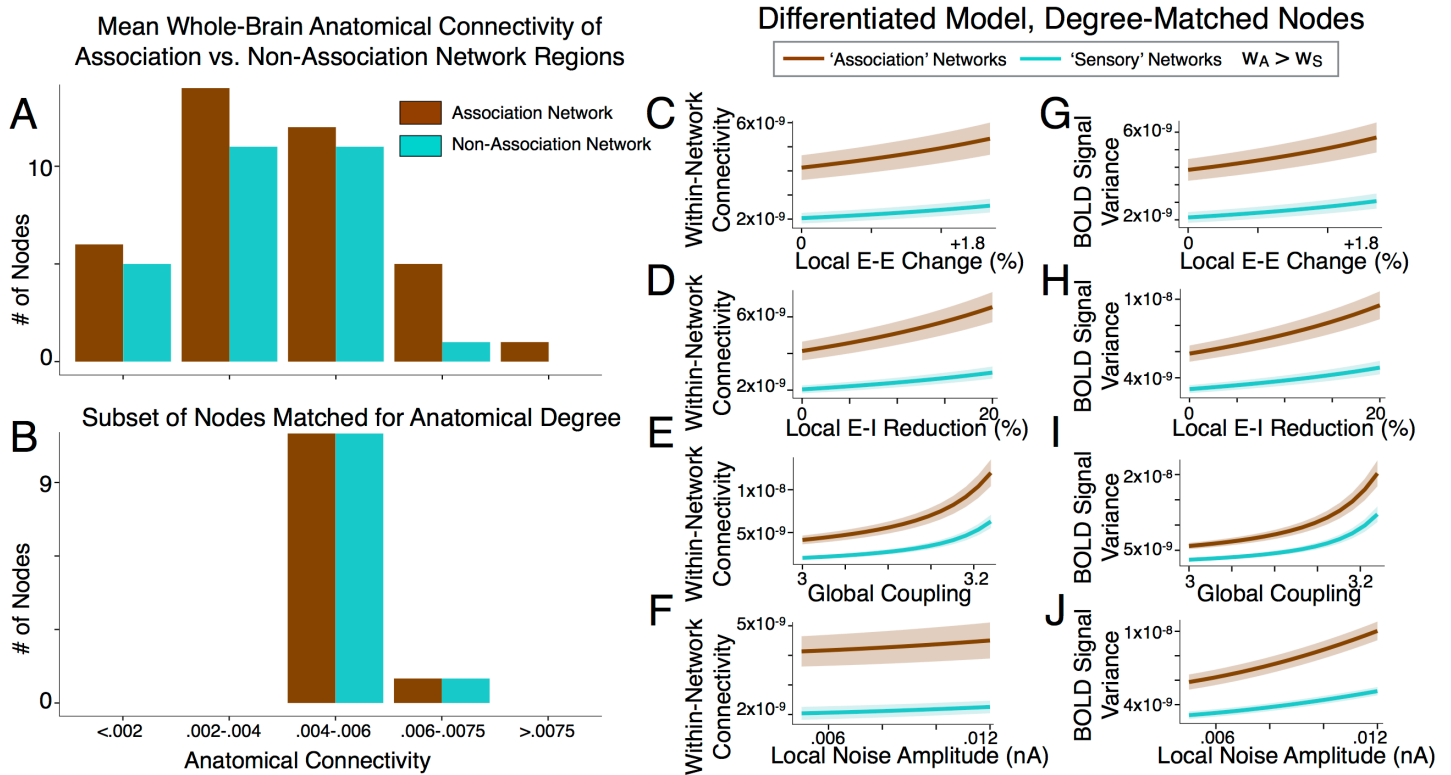 Mean Whole-Brain Anatomical Connectivity of
Association vs. Non-Association Network Regions
A
Association Network
Non-Association Network
10
0
# of Nodes
Subset of Nodes Matched for Anatomical Degree
B
9
0
# of Nodes
<.002
.002-.004
.004-.006
.006-.0075
>.0075
Anatomical Connectivity
Differentiated Model, Degree-Matched Nodes
'Association' Networks
'Sensory' Networks
wA > wS
C
Within-Network
Connectivity
6x10-9
2x10-9
0
+1.8
Local E-E Change (%)
G
BOLD Signal
Variance
6x10-9
2x10-9
0
+1.8
Local E-E Change (%)
D
Within-Network
Connectivity
6x10-9
2x10-9
0
20
Local E-I Reduction (%)
H
BOLD Signal
Variance
1x10-8
4x10-9
0
20
Local E-I Reduction (%)
E
Within-Network
Connectivity
1x10-8
5x10-9
3
3.2
Global Coupling
I
BOLD Signal
Variance
2x10-8
5x10-9
3
3.2
Global Coupling
F
Within-Network
Connectivity
5x10-9
2x10-9
.006
.012
Local Noise Amplitude (nA)
J
BOLD Signal
Variance
1x10-8
4x10-9
.006
.012
Local Noise Amplitude (nA)